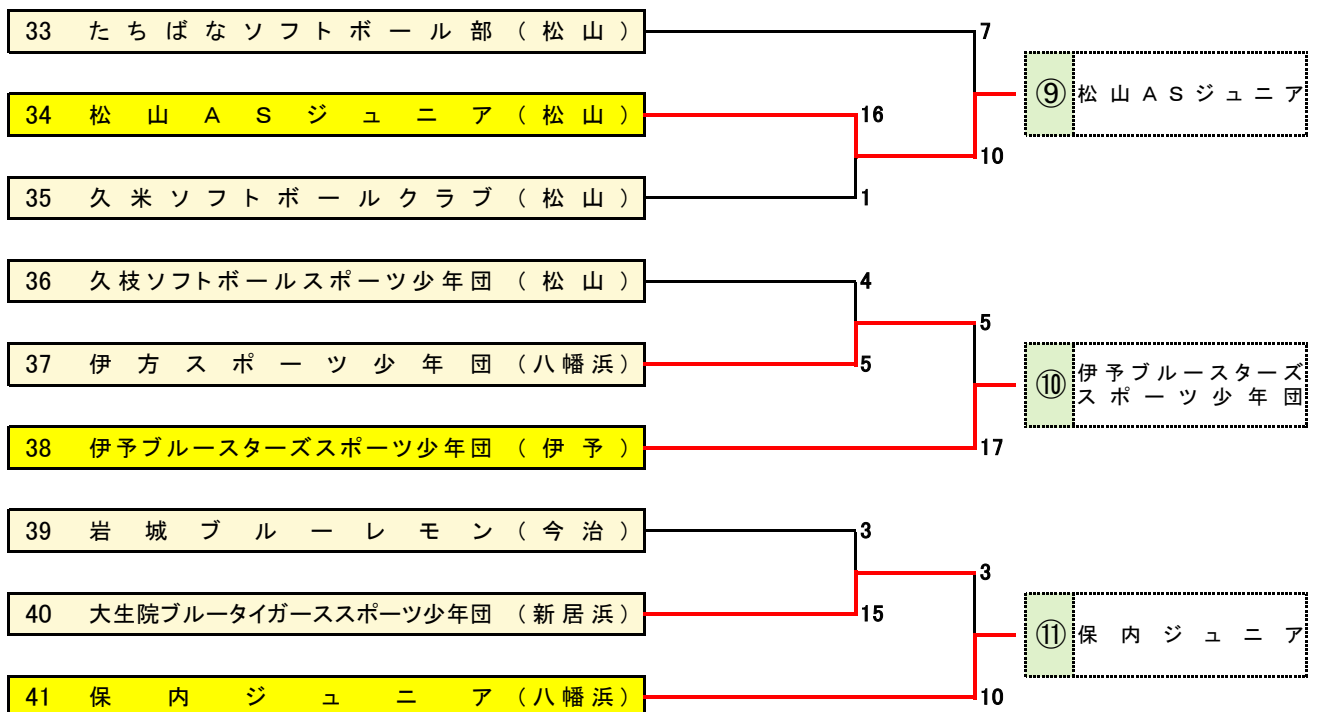 33 たちばなソフトボール部（松山）
7
⑨ 松山ＡＳジュニア
34 松山ＡＳジュニア（松山）
16
10
35 久米ソフトボールクラブ（松山）
1
36 久枝ソフトボールスポーツ少年団（松山）
4
5
37 伊方スポーツ少年団（八幡浜）
5
⑩ 伊予ブルースターズ
スポーツ少年団
38 伊予ブルースターズスポーツ少年団（伊予）
17
39 岩城ブルーレモン（今治）
3
3
40 大生院ブルータイガーススポーツ少年団（新居浜）
15
⑪ 保内ジュニア
41 保内ジュニア（八幡浜）
10